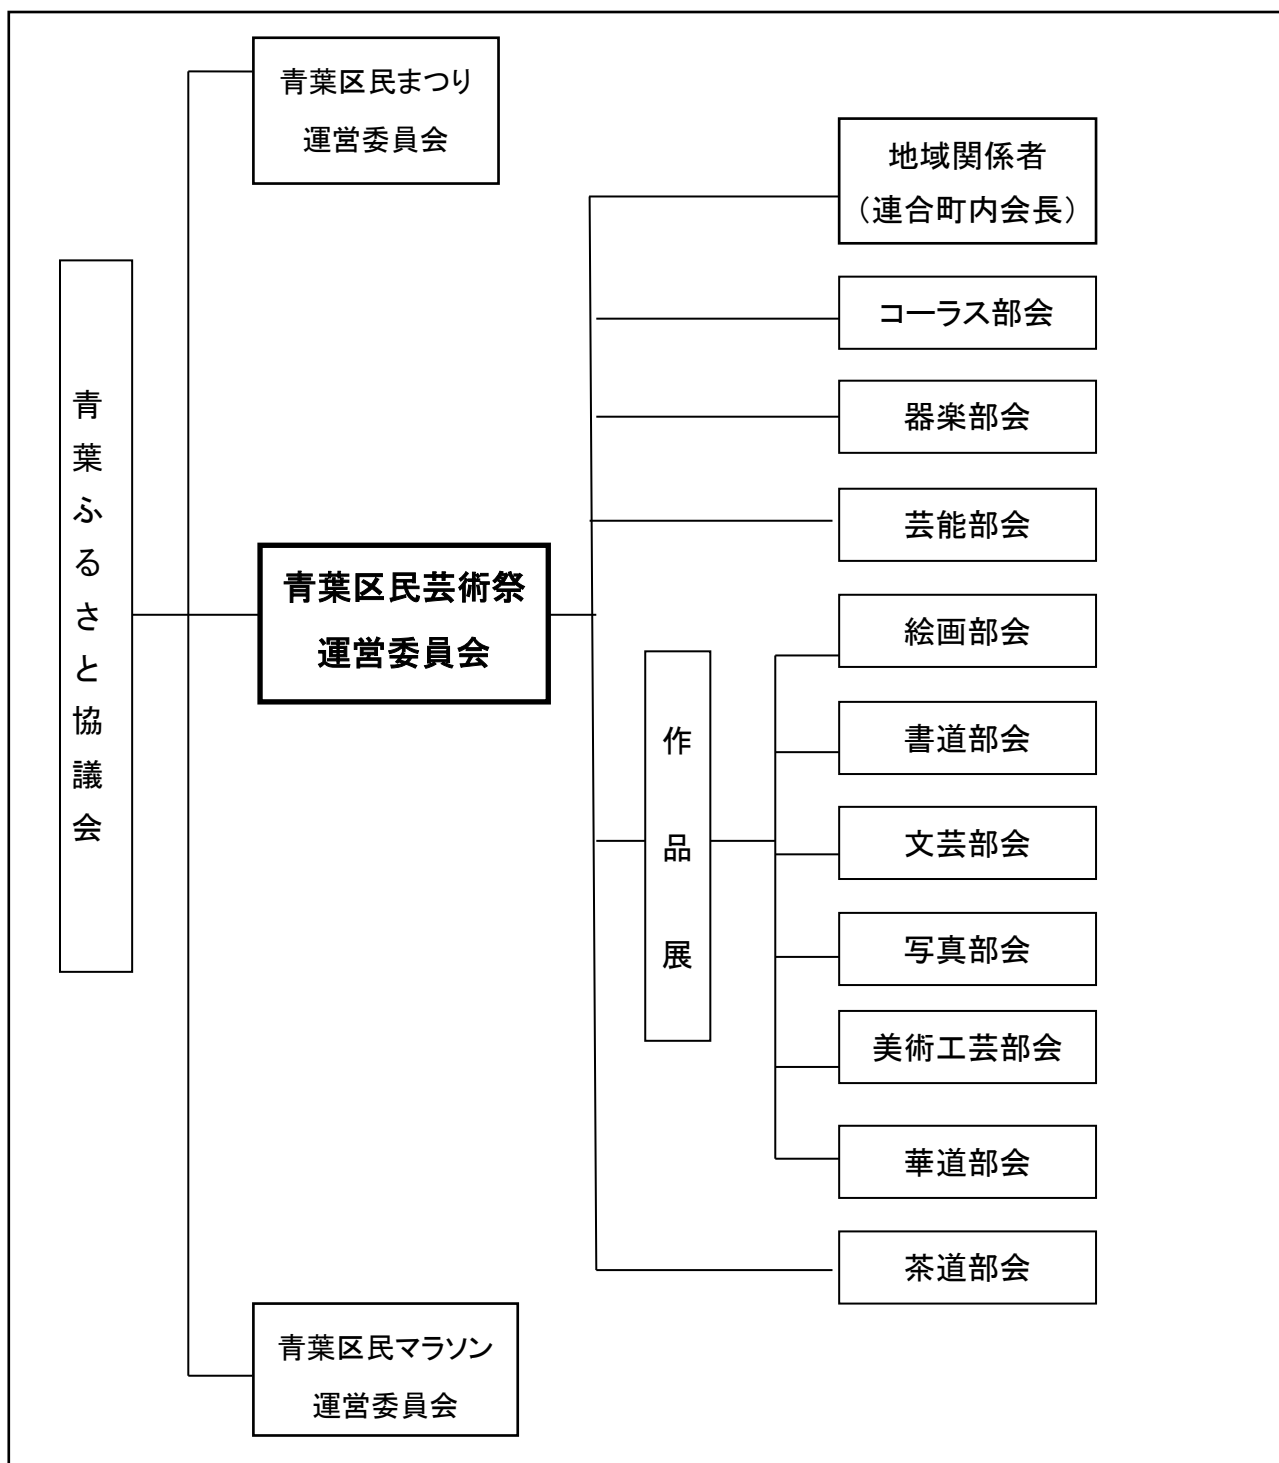 青葉ふるさと協議会
青葉区民まつり
運営委員会
青葉区民芸術祭
運営委員会
青葉区民マラソン
運営委員会
地域関係者
（連合町内会長）
コーラス部会
器楽部会
芸能部会
作品展
絵画部会
書道部会
文芸部会
写真部会
美術工芸部会
華道部会
茶道部会